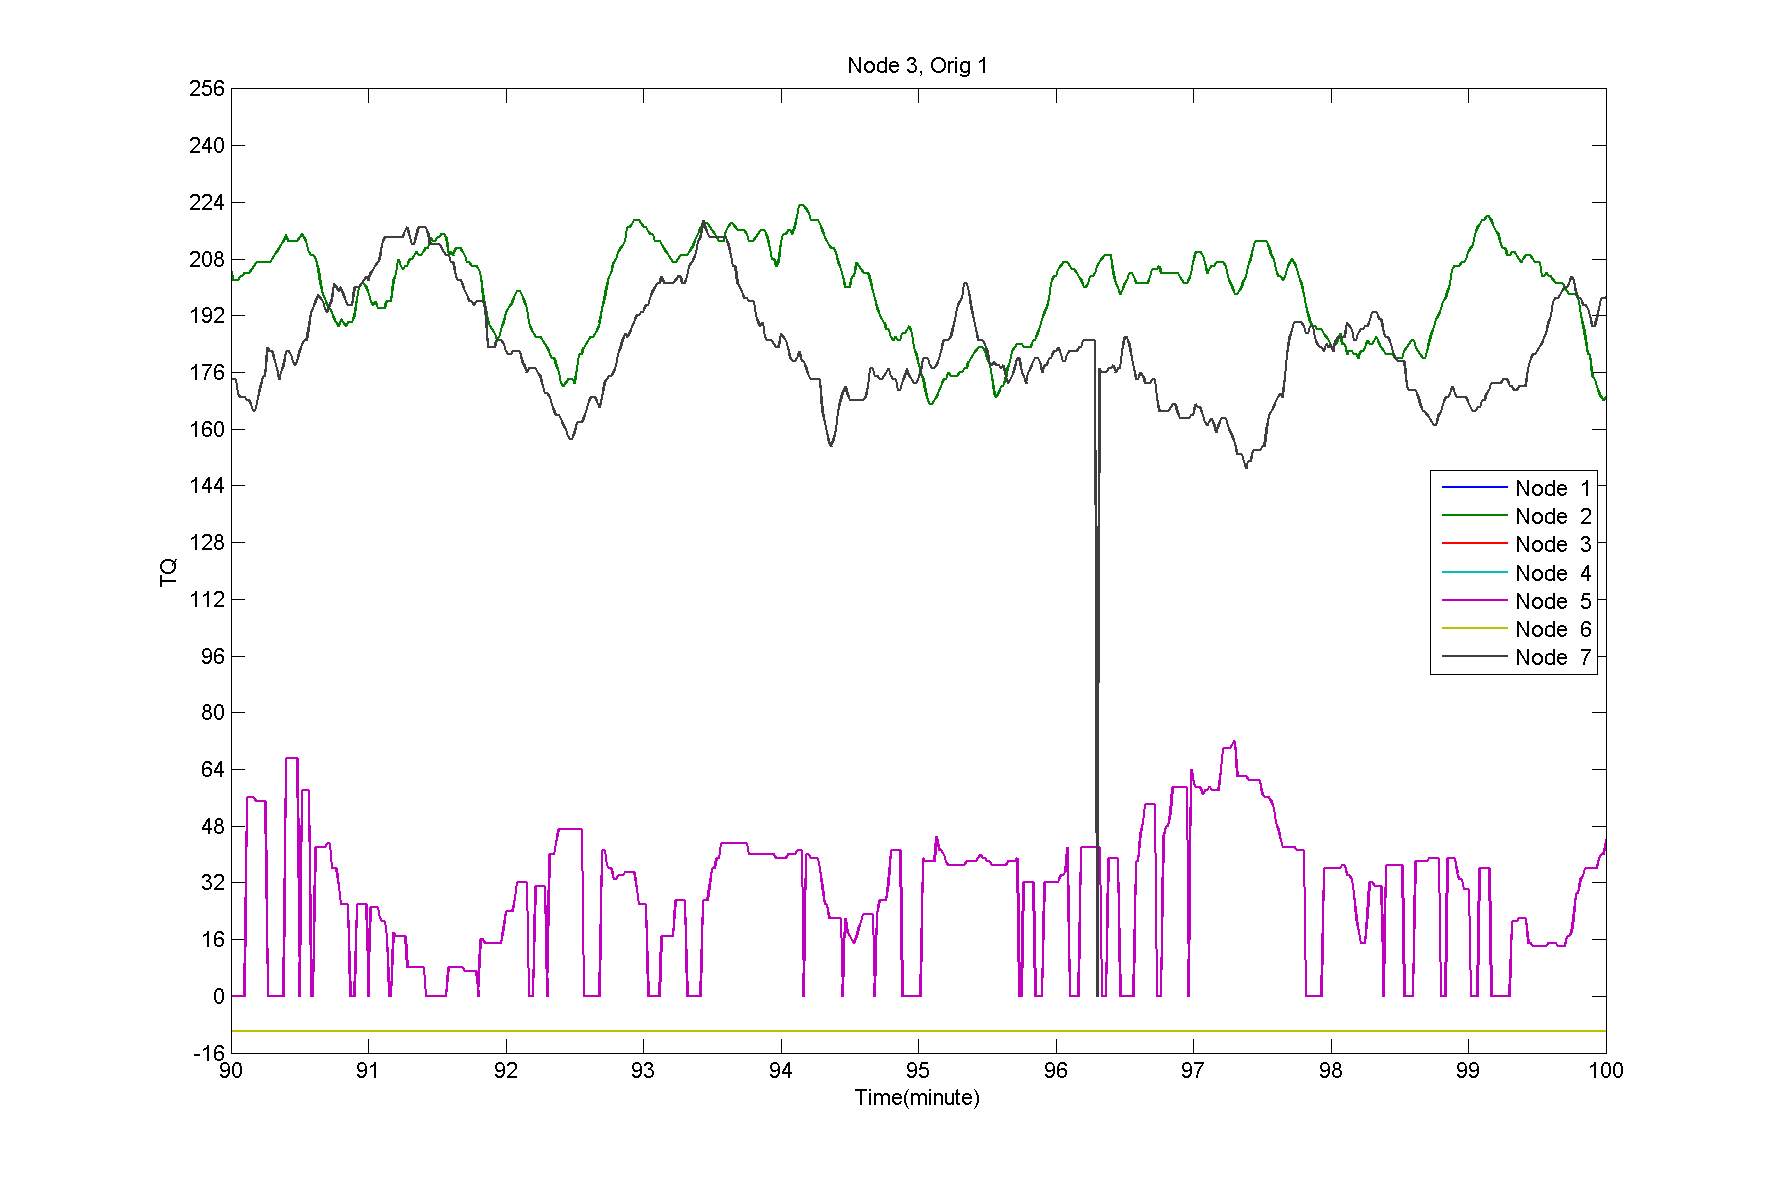 Node 3, Orig 1
256
240
224
208
192
176
160
144
128
112
96
80
64
48
32
16
0
-16
TQ
Node 1
Node 2
Node 3
Node 4
Node 5
Node 6
Node 7
90 91 92 93 94 95 96 97 98 99 100
Time(minute)